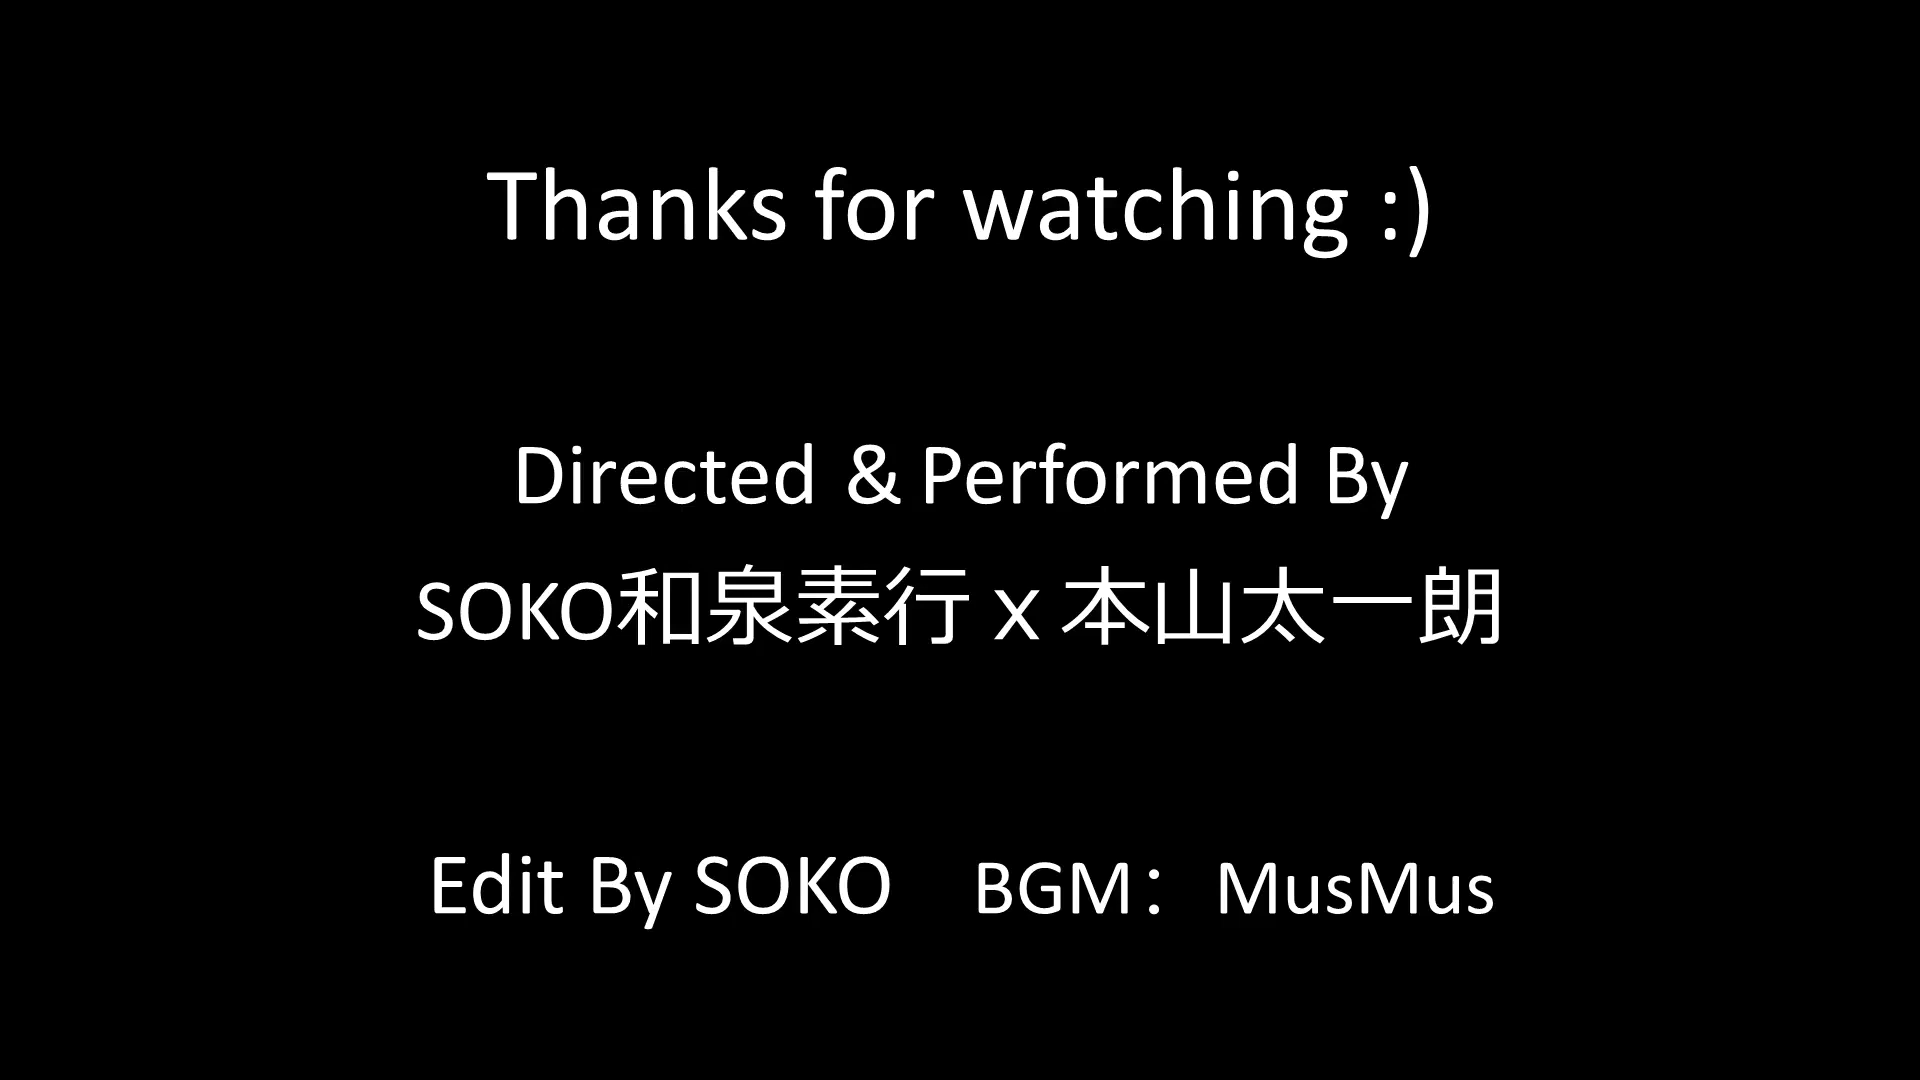 Thanks for watching :)
Directed & Performed By
SOKO和泉素行 x 本山太一朗
Edit By SOKO　BGM：MusMus